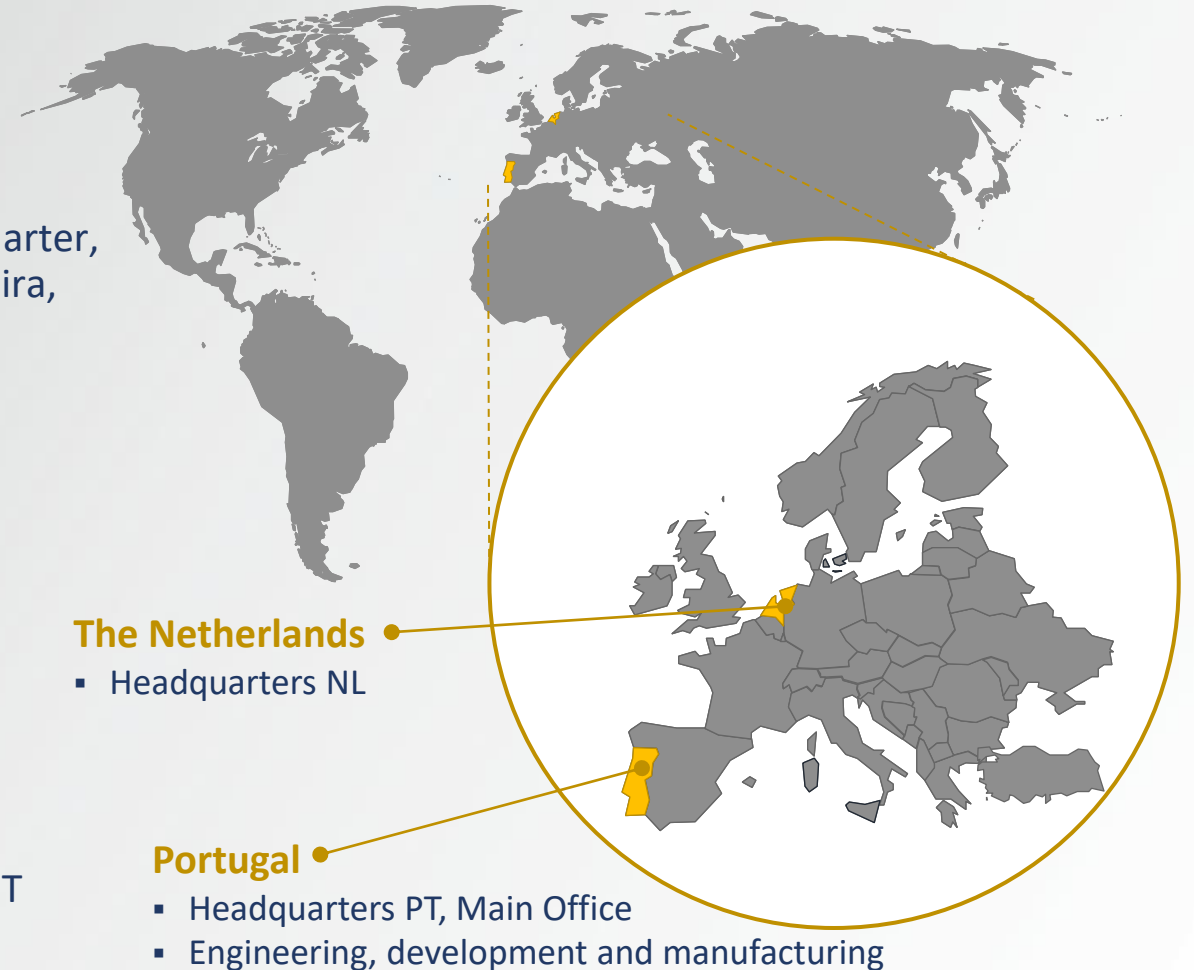 arter,
ira,
The Netherlands
▪ Headquarters NL
Portugal
T
▪ Headquarters PT, Main Office
▪ Engineering, development and manufacturing